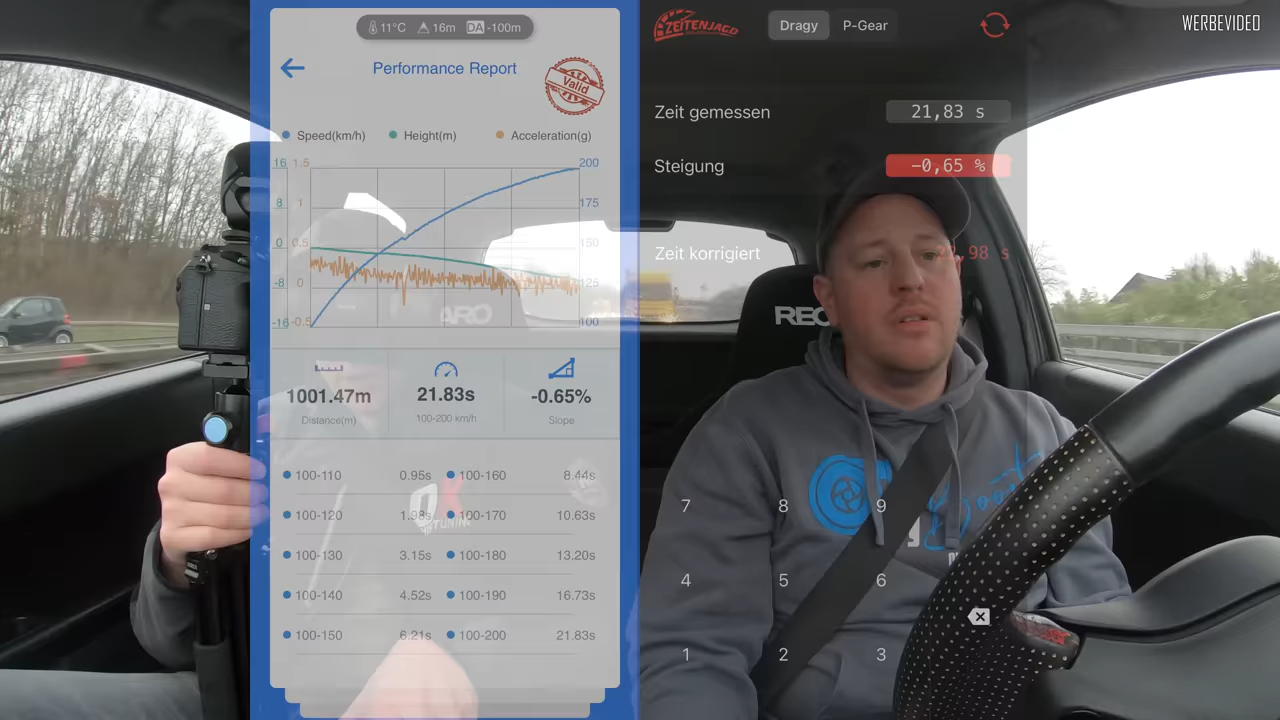 11°C 16m DA -100m
Performance Report
Valid
Speed(km/h) Height(m) Acceleration(g)
16 1.5 200
8 1 175
0 0.5 150
-8 0 125
-16 -0.5 100
1001.47m 21.83s -0.65%
Distance(m) 100-200 km/h Slope
100-110 0.95s 100-160 8.44s
100-120 1.98s 100-170 10.63s
100-130 3.15s 100-180 13.20s
100-140 4.52s 100-190 16.73s
100-150 6.21s 100-200 21.83s
ZEITENJAGD
Dragy P-Gear
WERBEVIDEO
Zeit gemessen 21,83 s
Steigung -0,65 %
Zeit korrigiert ,98 s
7 8 9
4 5 6
1 2 3
TUNING